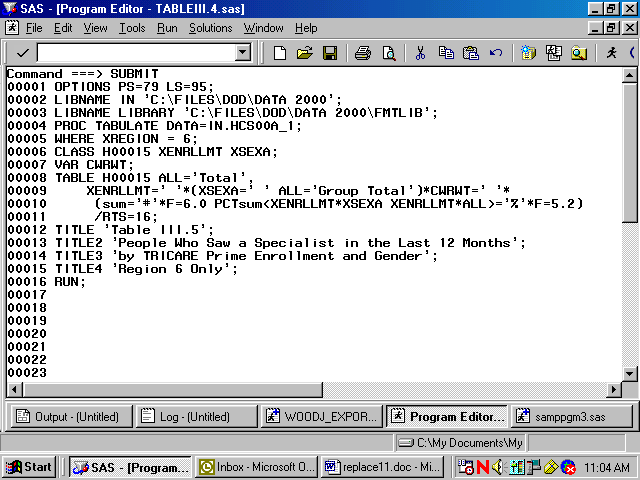 SAS - [Program Editor - TABLEIII.4.sas]
File Edit View Tools Run Solutions Window Help
Command ===> SUBMIT
00001 OPTIONS PS=79 LS=95;
00002 LIBNAME IN 'C:\FILES\DOD\DATA 2000';
00003 LIBNAME LIBRARY 'C:\FILES\DOD\DATA 2000\FMTLIB';
00004 PROC TABULATE DATA=IN.HCS00A_1;
00005 WHERE XREGION = 6;
00006 CLASS H00015 XENRLLMT XSEXA;
00007 VAR CWRWT;
00008 TABLE H00015 ALL='Total',
00009 XENRLLMT=' '*(XSEXA=' ' ALL='Group Total')*CWRWT=' '*
00010 (sum='#'*F=6.0 PCTsum<XENRLLMT*XSEXA XENRLLMT*ALL>='%'*F=5.2)
00011 /RTS=16;
00012 TITLE 'Table III.5';
00013 TITLE2 'People Who Saw a Specialist in the Last 12 Months';
00014 TITLE3 'by TRICARE Prime Enrollment and Gender';
00015 TITLE4 'Region 6 Only';
00016 RUN;
00017
00018
00019
00020
00021
00022
00023
Output - (Untitled) Log - (Untitled) WOODJ_EXPOR... Program Editor... samppgm3.sas
C:\My Documents\My
Start SAS - [Program... Inbox - Microsoft O... replace11.doc - Mi... 11:04 AM